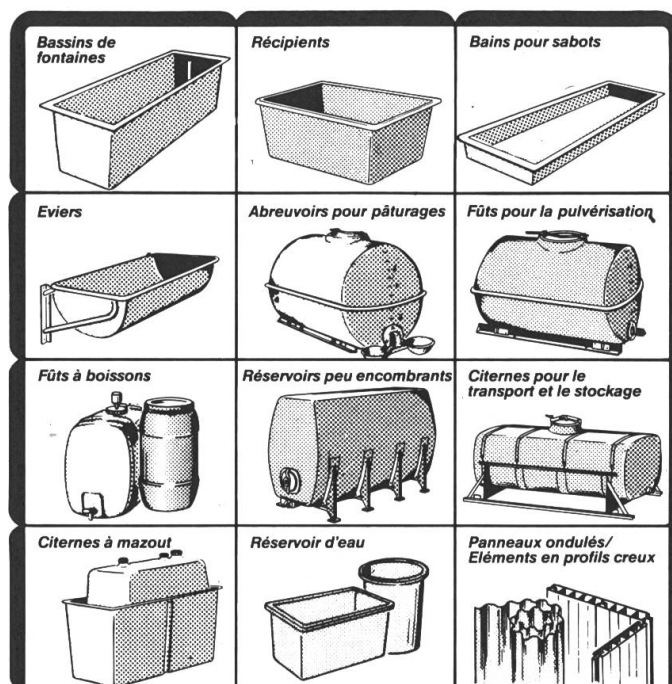 Bassins de
fontaines
Récipients
Bains pour sabots
Eviers
Abreuvoirs pour pâturages
Fûts pour la pulvérisation
Fûts à boissons
Réservoirs peu encombrants
Citernes pour le
transport et le stockage
Citernes à mazout
Réservoir d'eau
Panneaux ondulés/
Eléments en profils creux